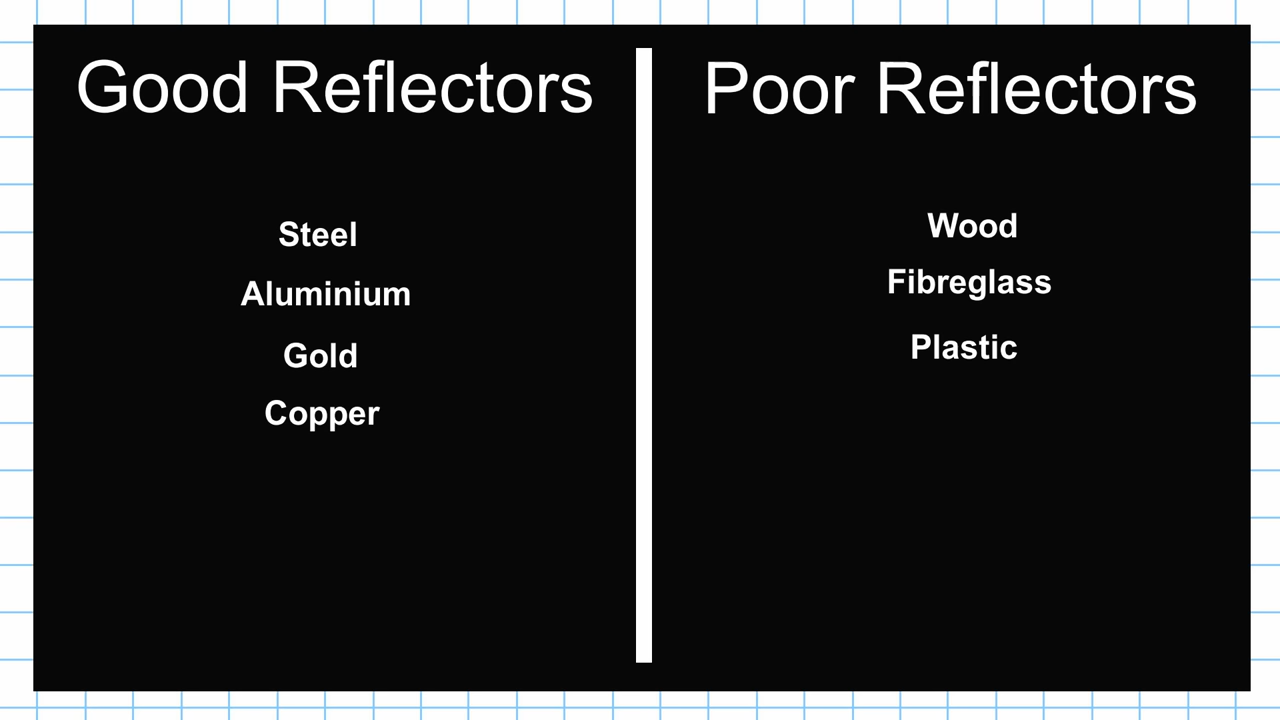 Good Reflectors
Steel
Aluminium
Gold
Copper
Poor Reflectors
Wood
Fibreglass
Plastic